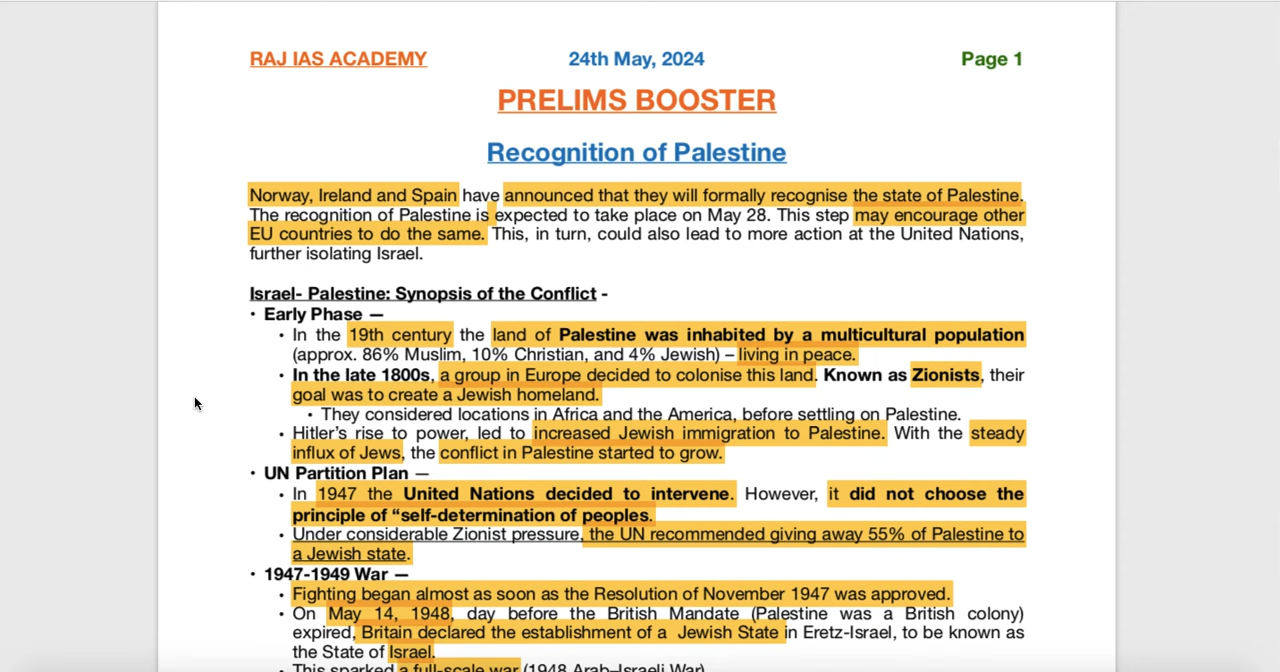 RAJ IAS ACADEMY 24th May, 2024 Page 1
PRELIMS BOOSTER
Recognition of Palestine
Norway, Ireland and Spain have announced that they will formally recognise the state of Palestine.
The recognition of Palestine is expected to take place on May 28. This step may encourage other
EU countries to do the same. This, in turn, could also lead to more action at the United Nations,
further isolating Israel.
Israel- Palestine: Synopsis of the Conflict -
• Early Phase —
• In the 19th century the land of Palestine was inhabited by a multicultural population
(approx. 86% Muslim, 10% Christian, and 4% Jewish) – living in peace.
• In the late 1800s, a group in Europe decided to colonise this land. Known as Zionists, their
goal was to create a Jewish homeland.
• They considered locations in Africa and the America, before settling on Palestine.
• Hitler’s rise to power, led to increased Jewish immigration to Palestine. With the steady
influx of Jews, the conflict in Palestine started to grow.
• UN Partition Plan —
• In 1947 the United Nations decided to intervene. However, it did not choose the
principle of “self-determination of peoples.
• Under considerable Zionist pressure, the UN recommended giving away 55% of Palestine to
a Jewish state.
• 1947-1949 War —
• Fighting began almost as soon as the Resolution of November 1947 was approved.
• On May 14, 1948, day before the British Mandate (Palestine was a British colony)
expired, Britain declared the establishment of a Jewish State in Eretz-Israel, to be known as
the State of Israel.
• This sparked a full-scale war (1948 Arab–Israeli War)